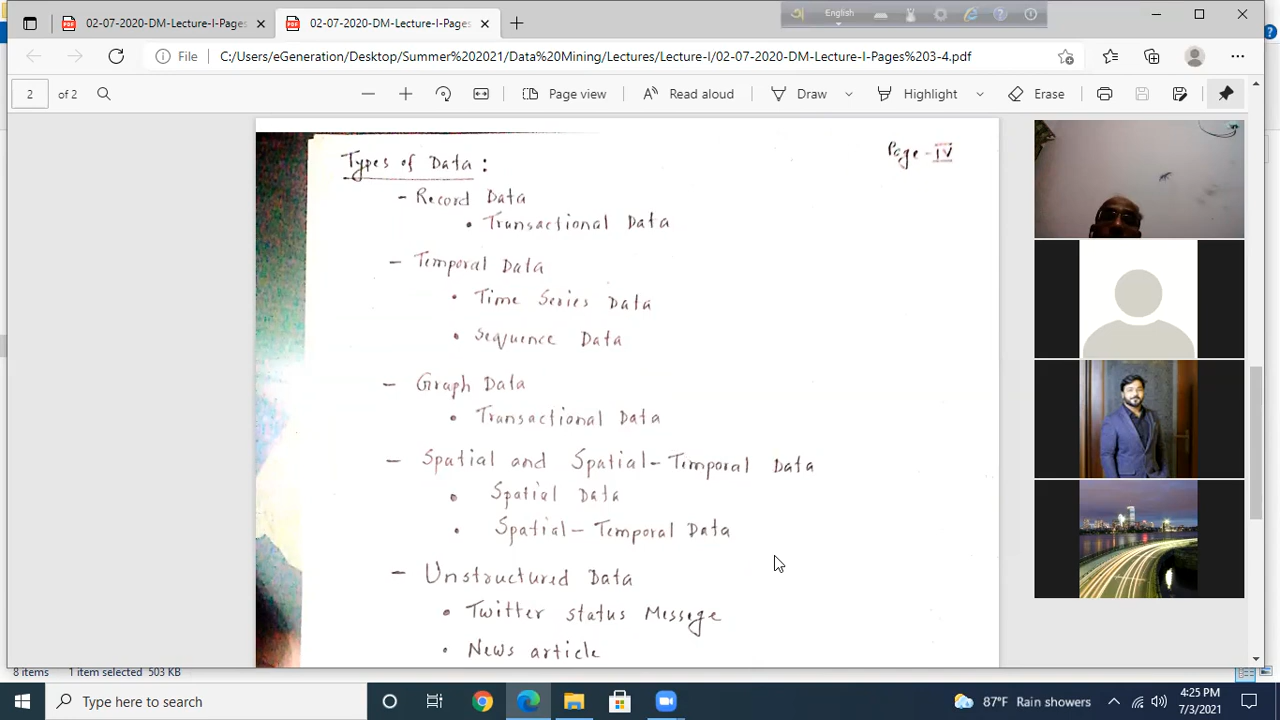 02-07-2020-DM-Lecture-I-Pages
02-07-2020-DM-Lecture-I-Pages
English
File
C:/Users/eGeneration/Desktop/Summer%202021/Data%20Mining/Lectures/Lecture-I/02-07-2020-DM-Lecture-I-Pages%203-4.pdf
2 of 2
Page view
Read aloud
Draw
Highlight
Erase
Page - IV
Types of Data :
- Record Data
• Transactional Data
- Temporal Data
• Time Series Data
• Sequence Data
- Graph Data
• Transactional Data
- Spatial and Spatial-Temporal Data
• Spatial Data
• Spatial-Temporal Data
- Unstructured Data
• Twitter status Message
• News article
8 items 1 item selected 503 KB
Type here to search
87°F Rain showers
4:25 PM
7/3/2021